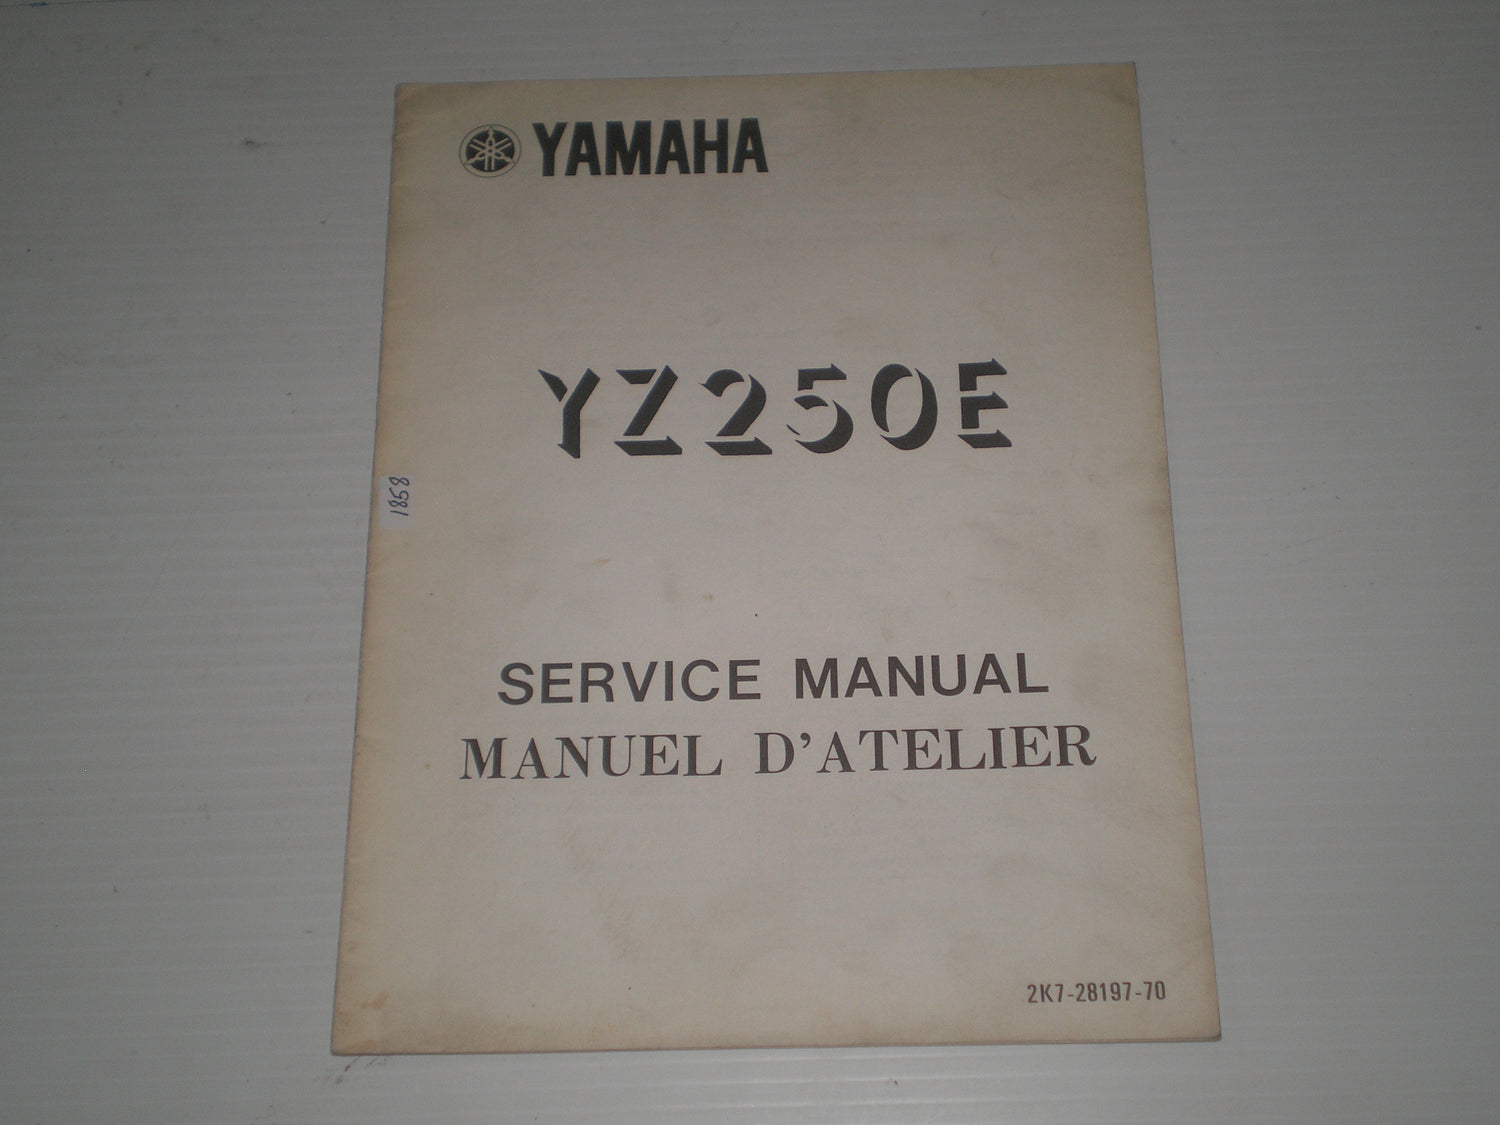 YAMAHA
YZ250E
1858
SERVICE MANUAL
MANUEL D'ATELIER
2K7-28197-70